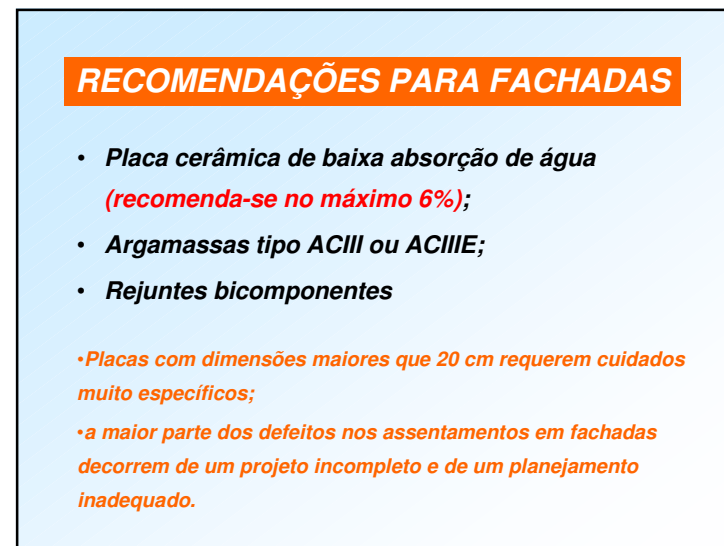 RECOMENDAÇÕES PARA FACHADAS
• Placa cerâmica de baixa absorção de água
(recomenda-se no máximo 6%);
• Argamassas tipo ACIII ou ACIIIE;
• Rejuntes bicomponentes
•Placas com dimensões maiores que 20 cm requerem cuidados
muito específicos;
•a maior parte dos defeitos nos assentamentos em fachadas
decorrem de um projeto incompleto e de um planejamento
inadequado.